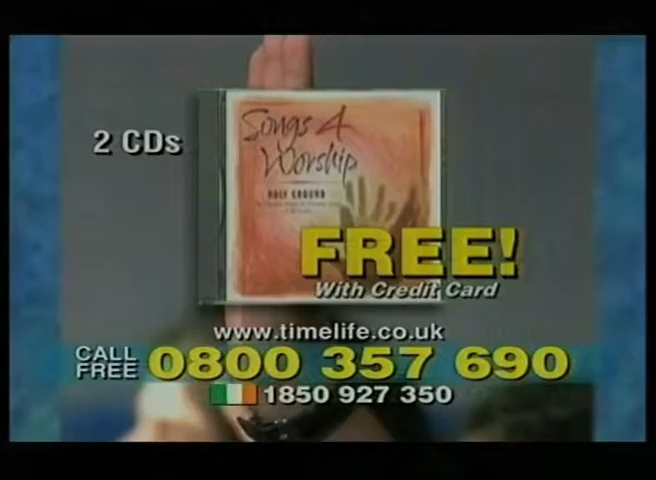 2 CDs
Songs 4
Worship
HOLY GROUND
FREE!
With Credit Card
www.timelife.co.uk
CALL FREE 0800 357 690
1850 927 350